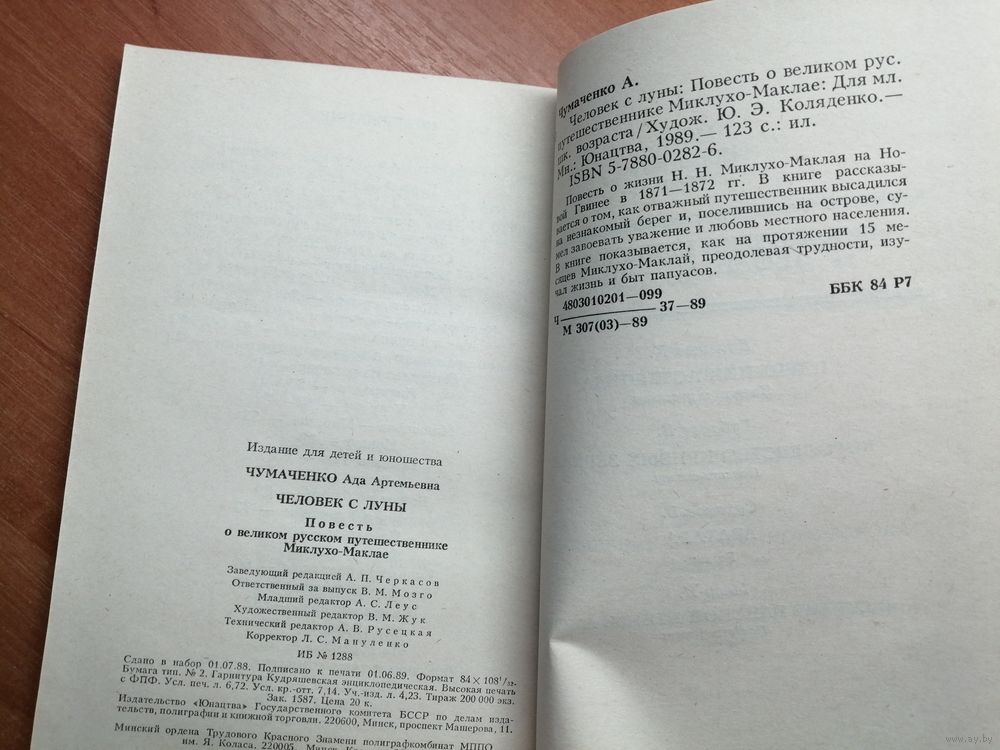 Издание для детей и юношества
ЧУМАЧЕНКО Ада Артемьевна
ЧЕЛОВЕК С ЛУНЫ
Повесть
о великом русском путешественнике
Миклухо-Маклае
Заведующий редакцией А. П. Черкасов
Ответственный за выпуск В. М. Мозго
Младший редактор А. С. Леус
Художественный редактор В. М. Жук
Технический редактор А. В. Русецкая
Корректор Л. С. Мануленко
ИБ № 1288
Сдано в набор 01.07.88. Подписано к печати 01.06.89. Формат 84×108¹/₃₂.
Бумага тип. № 2. Гарнитура Кудряшевская энциклопедическая. Высокая печать
с ФПФ. Усл. печ. л. 6,72. Усл. кр.-отт. 7,14. Уч.-изд. л. 4,23. Тираж 200 000 экз.
Зак. 1587. Цена 20 к.
Издательство «Юнацтва» Государственного комитета БССР по делам изда-
тельств, полиграфии и книжной торговли. 220600, Минск, проспект Машерова, 11.
Минский ордена Трудового Красного Знамени полиграфкомбинат МППО
им. Я. Коласа. 220005, Минск,
Чумаченко А.
Человек с луны: Повесть о великом рус.
путешественнике Миклухо-Маклае: Для мл.
шк. возраста / Худож. Ю. Э. Коляденко.—
Мн.: Юнацтва, 1989.— 123 с.: ил.
ISBN 5-7880-0282-6.
Повесть о жизни Н. Н. Миклухо-Маклая на Но-
вой Гвинее в 1871—1872 гг. В книге рассказы-
вается о том, как отважный путешественник высадился
на незнакомый берег и, поселившись на острове, су-
мел завоевать уважение и любовь местного населения.
В книге показывается, как на протяжении 15 ме-
сяцев Миклухо-Маклай, преодолевая трудности, изу-
чал жизнь и быт папуасов.
4803010201—099
Ч 37—89
М 307(03)—89
ББК 84 Р7
www.ay.by